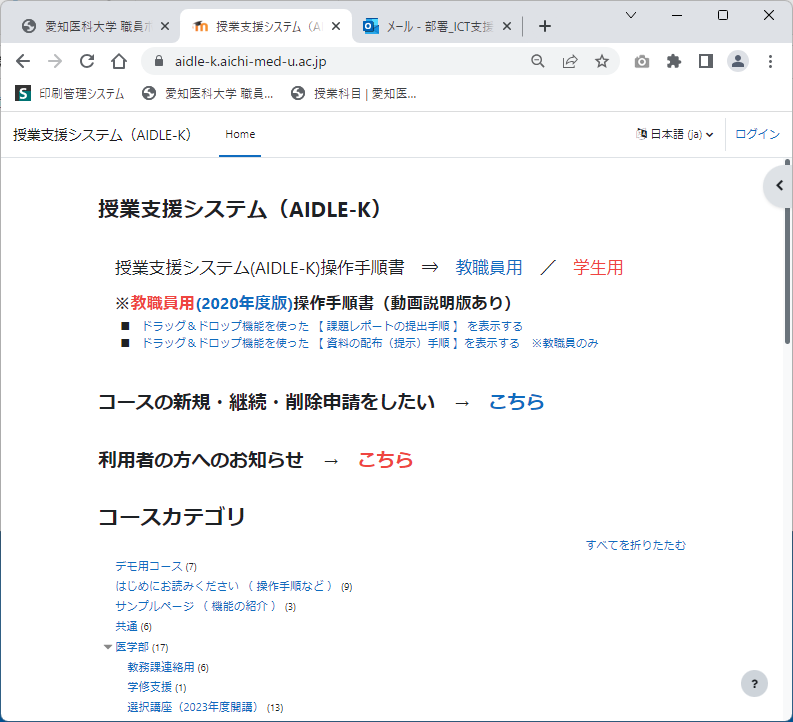 愛知医科大学 職員ホ
授業支援システム（AI
メール - 部署_ICT支援
aidle-k.aichi-med-u.ac.jp
印刷管理システム 愛知医科大学 職員... 授業科目 | 愛知医...
授業支援システム（AIDLE-K） Home 日本語 (ja) ログイン
授業支援システム（AIDLE-K）
授業支援システム(AIDLE-K)操作手順書 ⇒ 教職員用 ／ 学生用
※教職員用(2020年度版)操作手順書（動画説明版あり）
■ ドラッグ＆ドロップ機能を使った 【 課題レポートの提出手順 】 を表示する
■ ドラッグ＆ドロップ機能を使った 【 資料の配布（提示）手順 】を表示する ※教職員のみ
コースの新規・継続・削除申請をしたい → こちら
利用者の方へのお知らせ → こちら
コースカテゴリ
すべてを折りたたむ
デモ用コース (7)
はじめにお読みください （ 操作手順など ） (9)
サンプルページ （ 機能の紹介 ） (3)
共通 (6)
医学部 (17)
教務課連絡用 (6)
学修支援 (1)
選択講座（2023年度開講） (13)
?